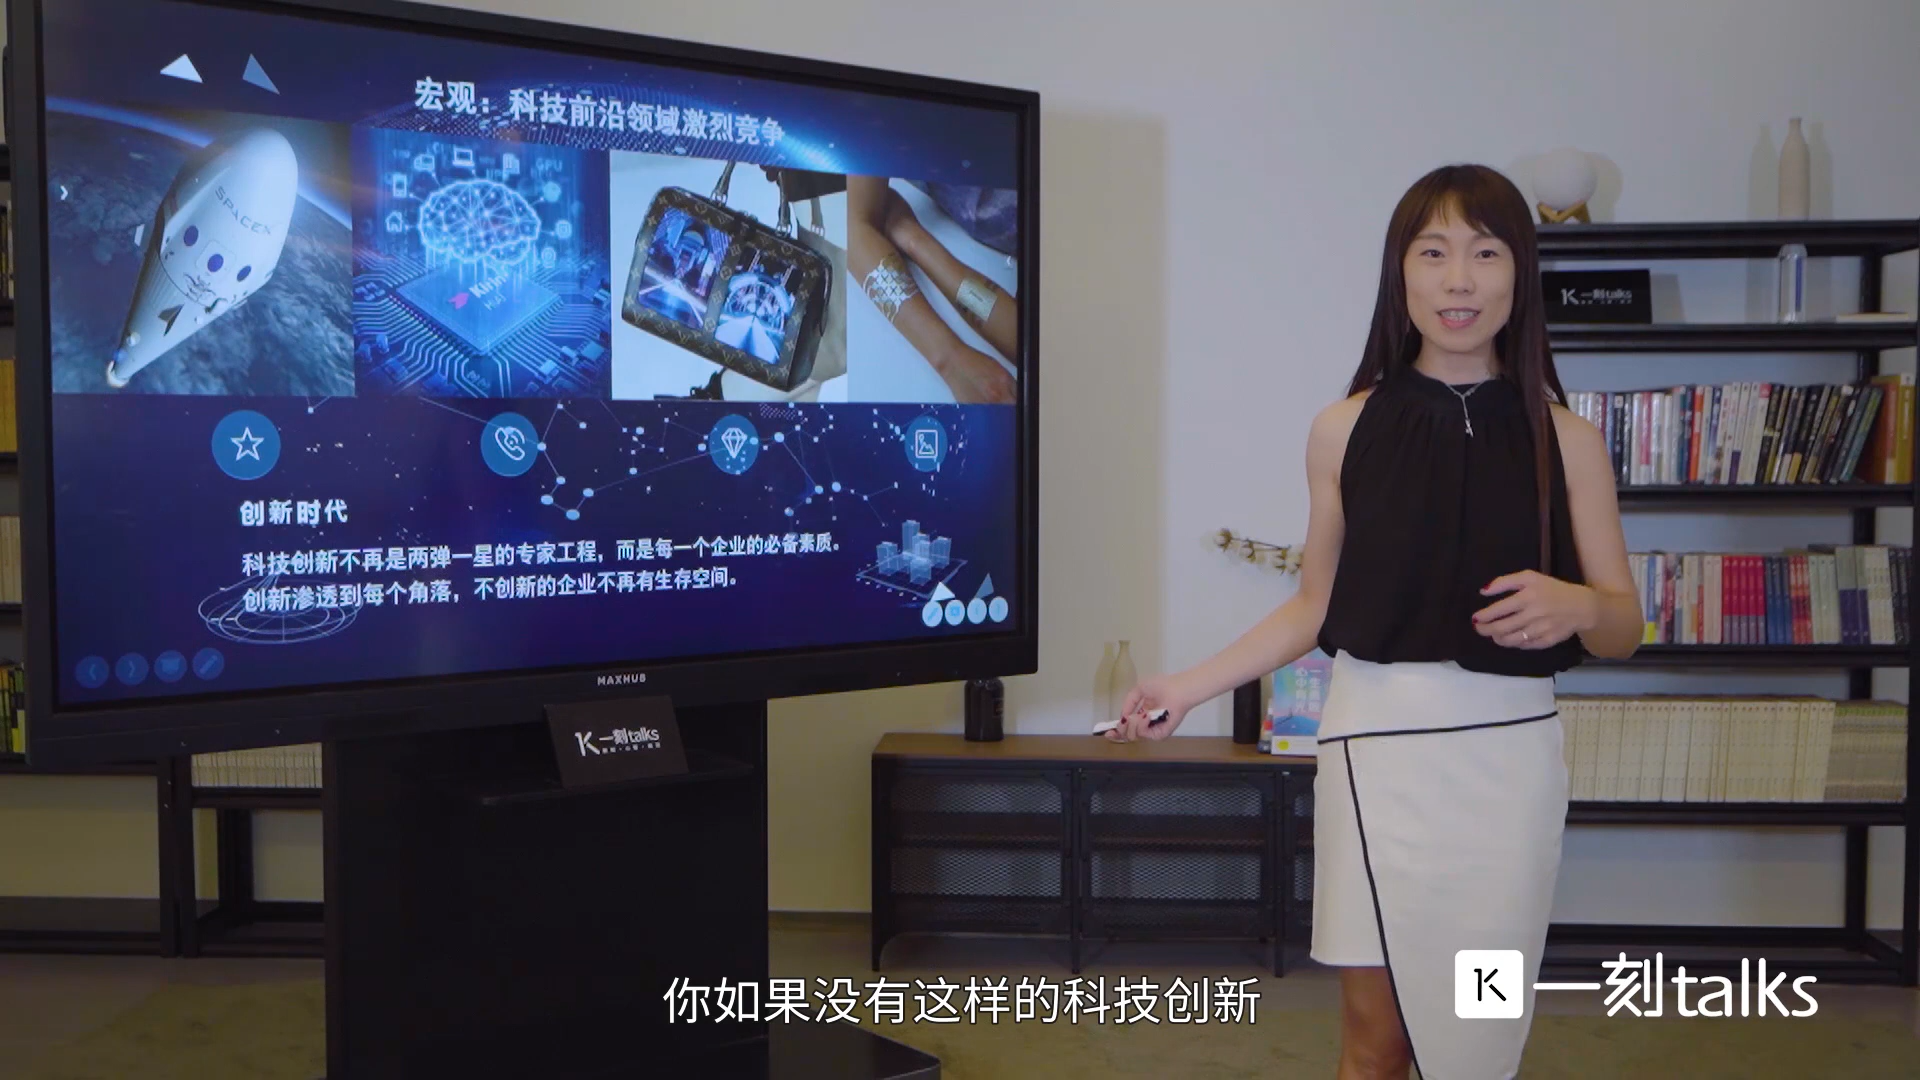 宏观：科技前沿领域激烈竞争
SPACEX
GPU
Kirin
创新时代
科技创新不再是两弹一星的专家工程，而是每一个企业的必备素质。
创新渗透到每个角落，不创新的企业不再有生存空间。
MAXHUB
一刻talks
一刻talks
你如果没有这样的科技创新
一刻talks